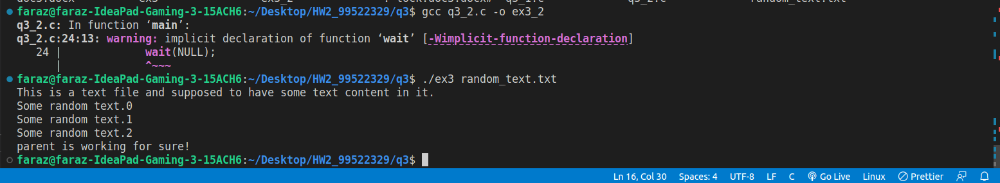 faraz@faraz-IdeaPad-Gaming-3-15ACH6:~/Desktop/HW2_99522329/q3$ gcc q3_2.c -o ex3_2
q3_2.c: In function ‘main’:
q3_2.c:24:13: warning: implicit declaration of function ‘wait’ [-Wimplicit-function-declaration]
   24 |             wait(NULL);
      |             ^~~~
faraz@faraz-IdeaPad-Gaming-3-15ACH6:~/Desktop/HW2_99522329/q3$ ./ex3 random_text.txt
This is a text file and supposed to have some text content in it.
Some random text.0
Some random text.1
Some random text.2
parent is working for sure!
faraz@faraz-IdeaPad-Gaming-3-15ACH6:~/Desktop/HW2_99522329/q3$
Ln 16, Col 30 Spaces: 4 UTF-8 LF C Go Live Linux Prettier